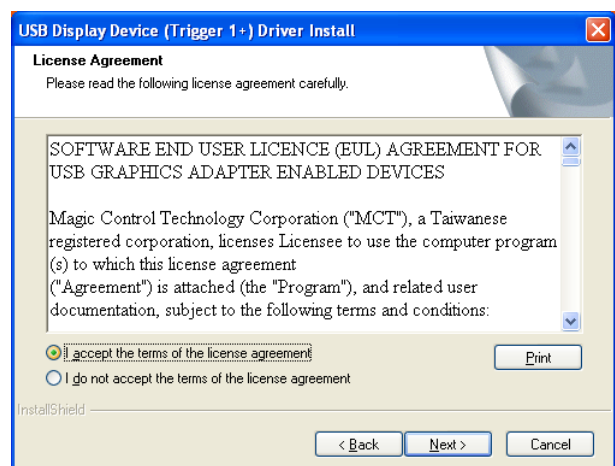 USB Display Device (Trigger 1+) Driver Install
License Agreement
Please read the following license agreement carefully.
SOFTWARE END USER LICENCE (EUL) AGREEMENT FOR
USB GRAPHICS ADAPTER ENABLED DEVICES
Magic Control Technology Corporation ("MCT"), a Taiwanese
registered corporation, licenses Licensee to use the computer program
(s) to which this license agreement
("Agreement") is attached (the "Program"), and related user
documentation, subject to the following terms and conditions:
I accept the terms of the license agreement
I do not accept the terms of the license agreement
Print
InstallShield
< Back
Next >
Cancel